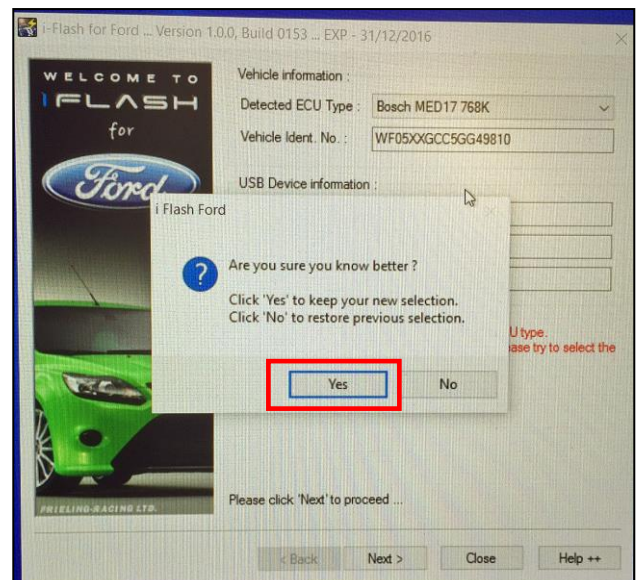 i-Flash for Ford ... Version 1.0.0, Build 0153 ... EXP - 31/12/2016
WELCOME TO
iFLASH
for
Ford
FRIELING-RACING LTD.
Vehicle information :
Detected ECU Type : Bosch MED17 768K
Vehicle Ident. No. : WF05XXGCC5GG49810
USB Device information :
i Flash Ford
Are you sure you know better ?
Click 'Yes' to keep your new selection.
Click 'No' to restore previous selection.
Yes No
U type.
ase try to select the
Please click 'Next' to proceed ...
< Back Next > Close Help ++